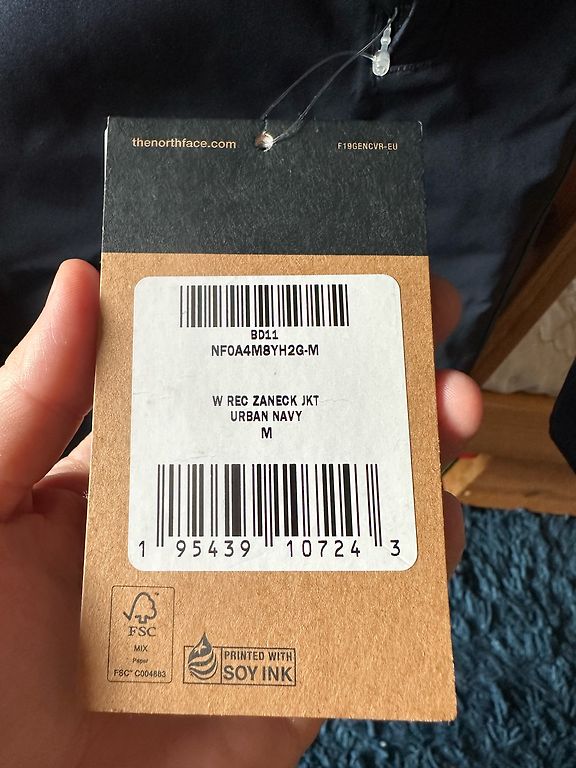 thenorthface.com
F19GENCVR-EU
BD11
NF0A4M8YH2G-M
W REC ZANECK JKT
URBAN NAVY
M
1 95439 10724 3
FSC
MIX
Paper
FSC® C004863
PRINTED WITH
SOY INK